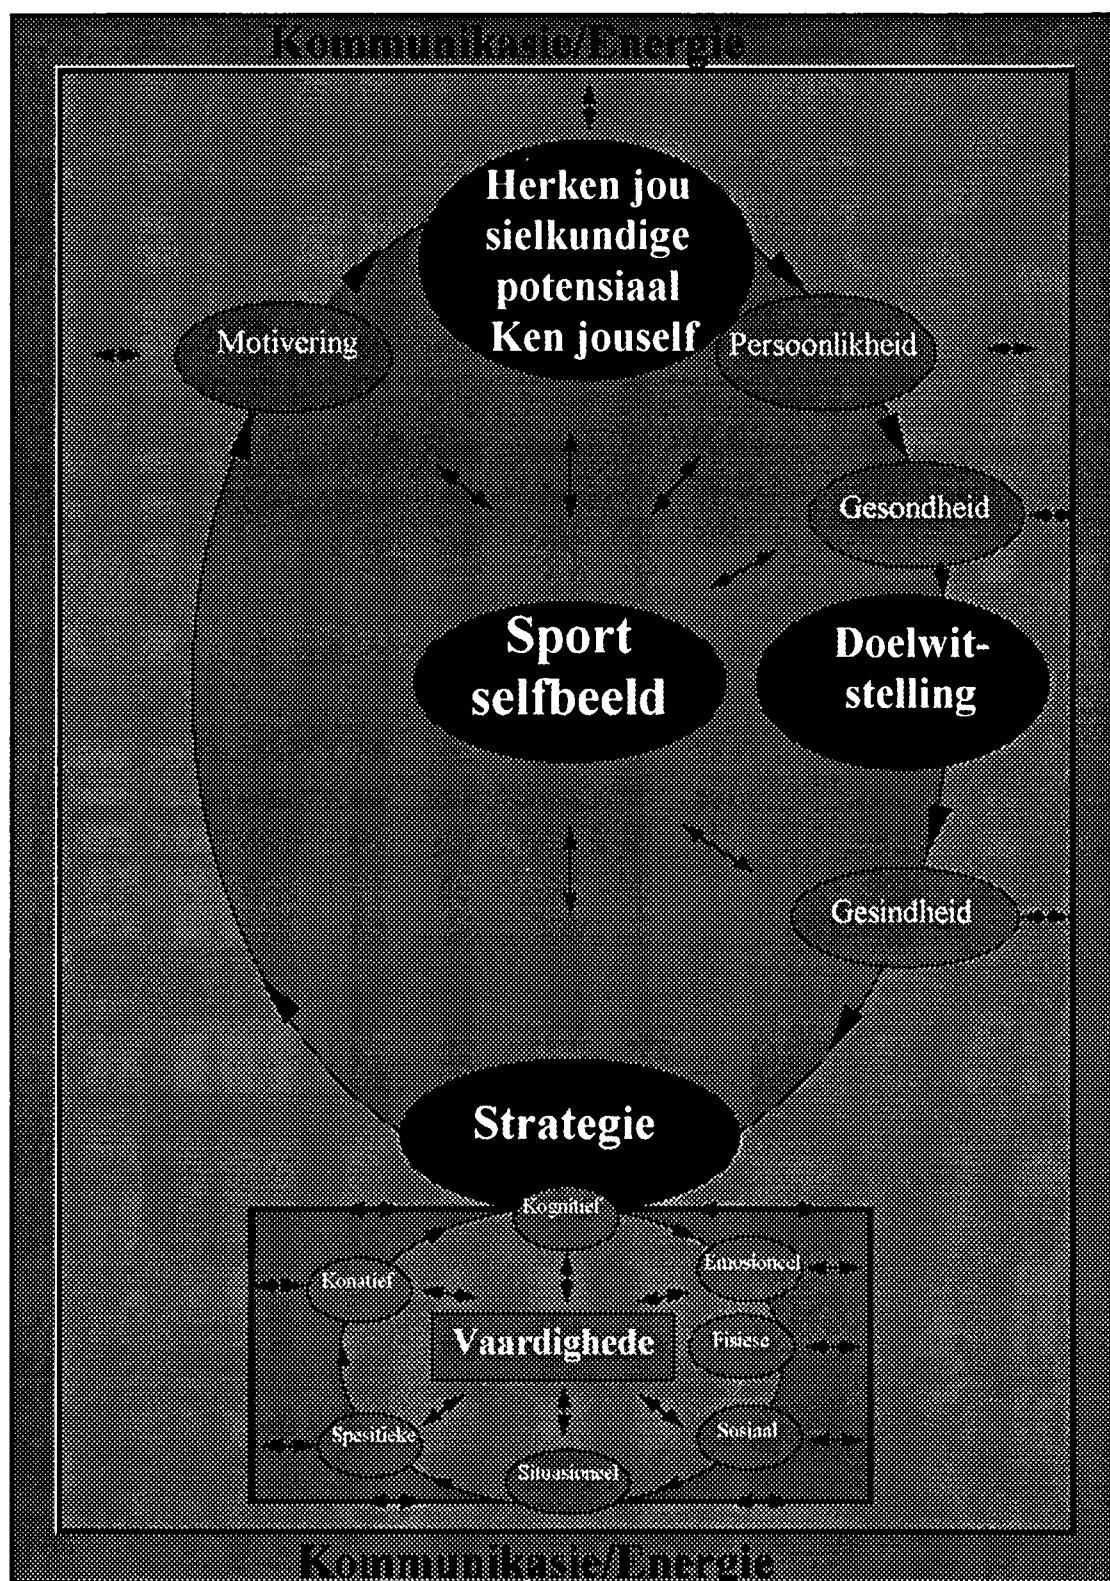 Kommunikasie/Energie
Herken jou
sielkundige
potensiaal
Ken jouself
Motivering
Persoonlikheid
Gesondheid
Sport
selfbeeld
Doelwit-
stelling
Gesindheid
Strategie
Kognitief
Konatief
Emosioneel
Vaardighede
Fisiese
Spesifieke
Sosiaal
Situasioneel
Kommunikasie/Energie